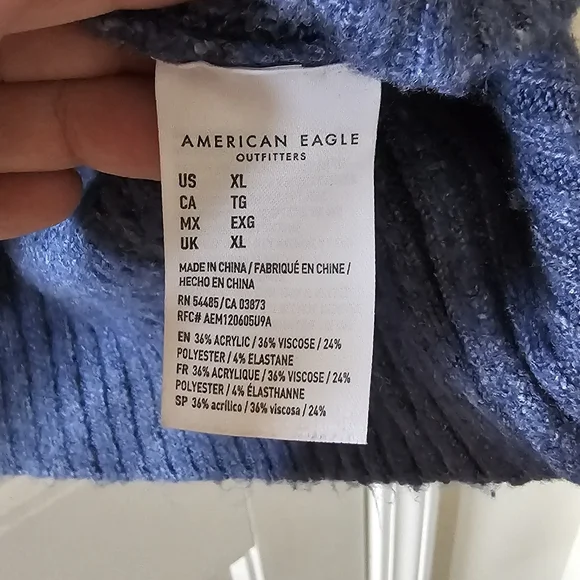 AMERICAN EAGLE
OUTFITTERS
US XL
CA TG
MX EXG
UK XL
MADE IN CHINA / FABRIQUÉ EN CHINE /
HECHO EN CHINA
RN 54485/CA 03873
RFC# AEM120605U9A
EN 36% ACRYLIC / 36% VISCOSE / 24%
POLYESTER / 4% ELASTANE
FR 36% ACRYLIQUE / 36% VISCOSE / 24%
POLYESTER / 4% ÉLASTHANNE
SP 36% acrílico / 36% viscosa / 24%